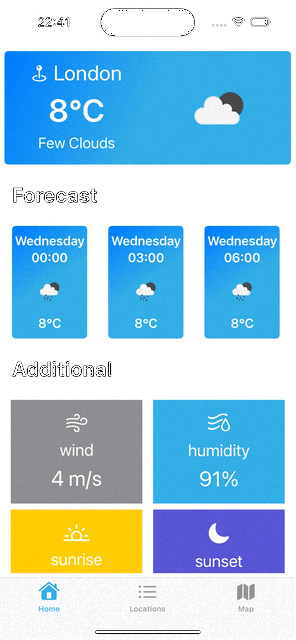 22:41
London
8°C
Few Clouds
Forecast
Wednesday Wednesday Wednesday
00:00 03:00 06:00
8°C 8°C 8°C
Additional
wind humidity
4 m/s 91%
sunrise sunset
Home Locations Map